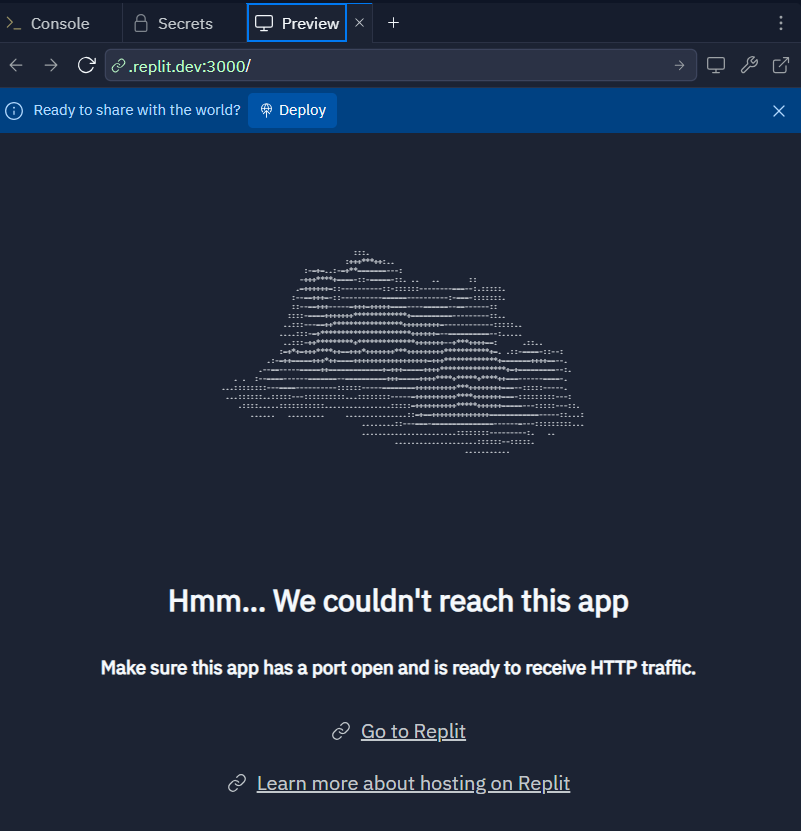 Console
Secrets
Preview
.replit.dev:3000/
Ready to share with the world?
Deploy
Hmm... We couldn't reach this app
Make sure this app has a port open and is ready to receive HTTP traffic.
Go to Replit
Learn more about hosting on Replit